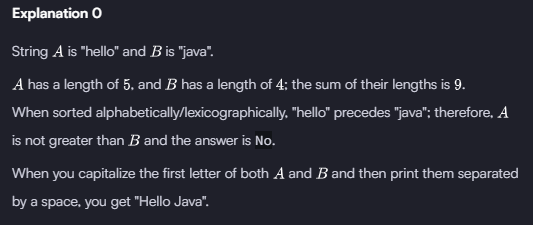 Explanation 0
String A is "hello" and B is "java".
A has a length of 5, and B has a length of 4; the sum of their lengths is 9.
When sorted alphabetically/lexicographically, "hello" precedes "java"; therefore, A
is not greater than B and the answer is No.
When you capitalize the first letter of both A and B and then print them separated
by a space, you get "Hello Java".